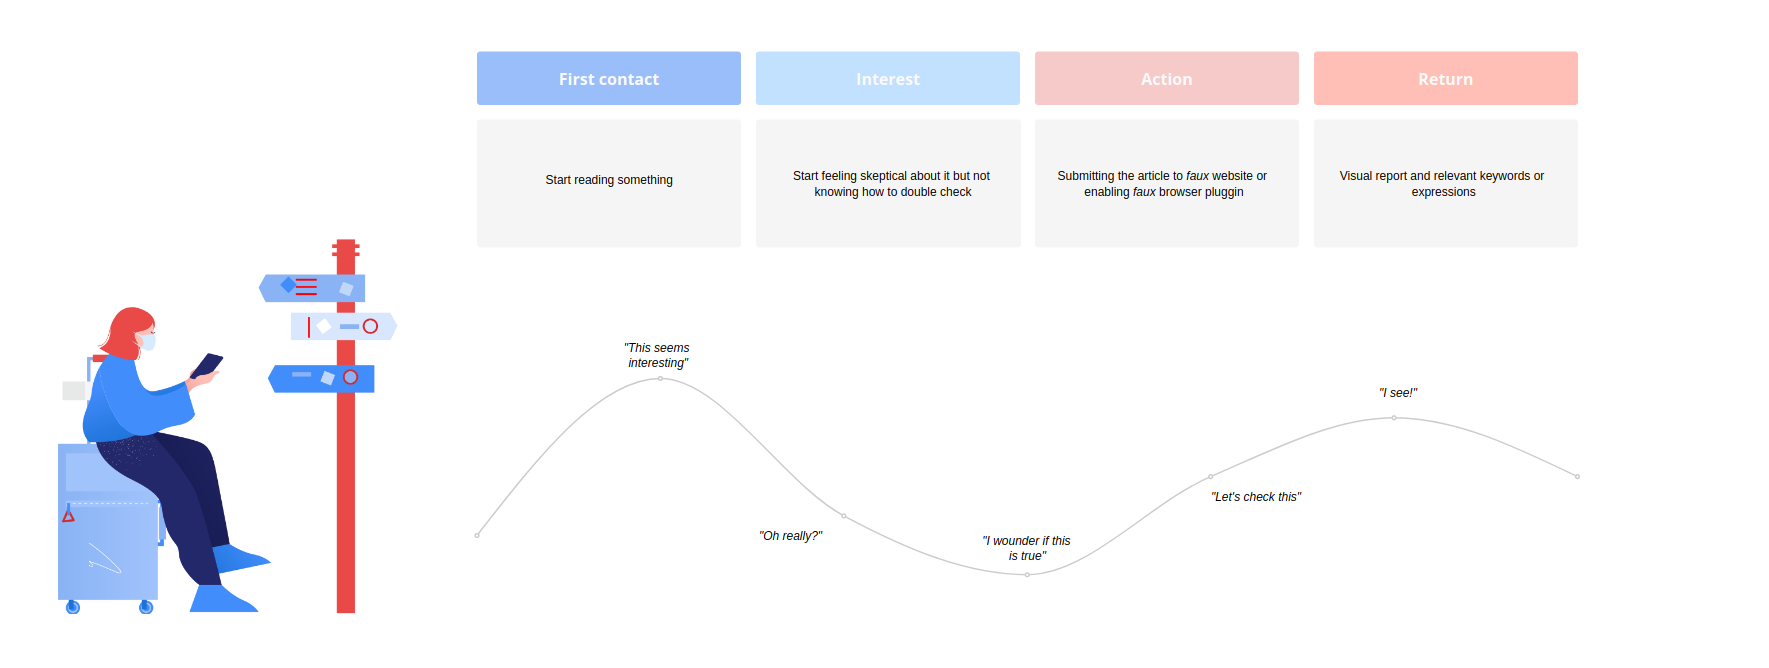 First contact
Interest
Action
Return
Start reading something
Start feeling skeptical about it but not
knowing how to double check
Submitting the article to faux website or
enabling faux browser pluggin
Visual report and relevant keywords or
expressions
"This seems
interesting"
"Oh really?"
"I wounder if this
is true"
"Let's check this"
"I see!"